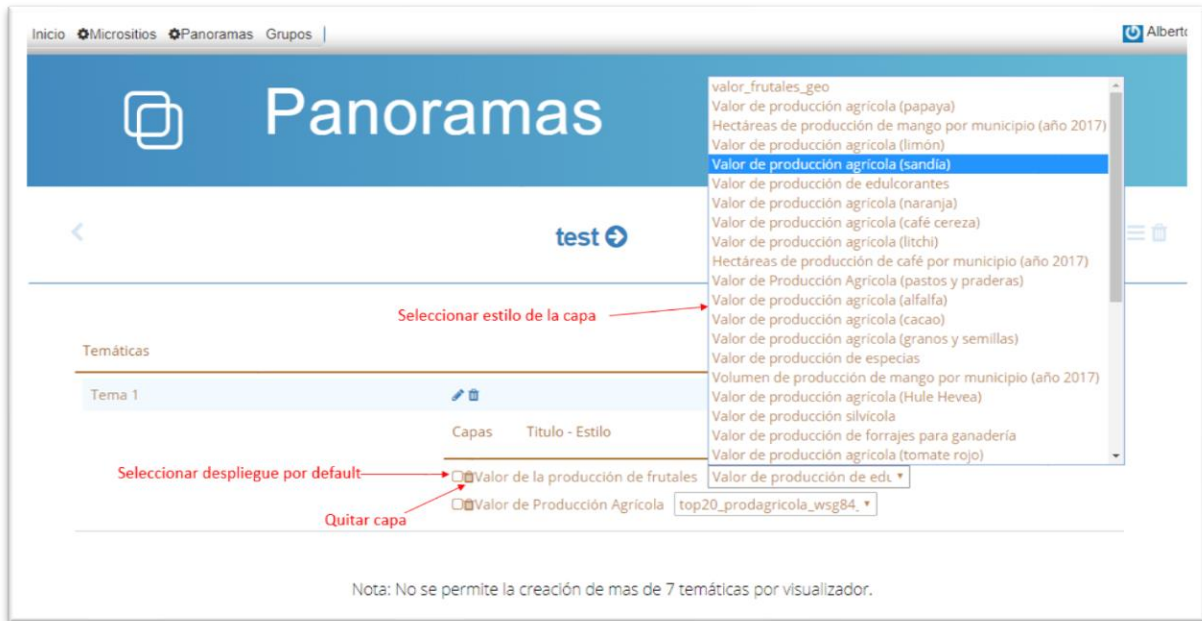 Inicio Micrositios Panoramas Grupos
Alberto
Panoramas
valor_frutales_geo
Valor de producción agrícola (papaya)
Hectáreas de producción de mango por municipio (año 2017)
Valor de producción agrícola (limón)
Valor de producción agrícola (sandía)
Valor de producción de edulcorantes
Valor de producción agrícola (naranja)
Valor de producción agrícola (café cereza)
Valor de producción agrícola (litchi)
Hectáreas de producción de café por municipio (año 2017)
Valor de Producción Agrícola (pastos y praderas)
Valor de producción agrícola (alfalfa)
Valor de producción agrícola (cacao)
Valor de producción agrícola (granos y semillas)
Valor de producción de especias
Volumen de producción de mango por municipio (año 2017)
Valor de producción agrícola (Hule Hevea)
Valor de producción silvícola
Valor de producción de forrajes para ganadería
Valor de producción agrícola (tomate rojo)
test
Seleccionar estilo de la capa
Temáticas
Tema 1
Capas Titulo - Estilo
Seleccionar despliegue por default
Valor de la producción de frutales Valor de producción de edu
Valor de Producción Agrícola top20_prodagricola_wsg84_
Quitar capa
Nota: No se permite la creación de mas de 7 temáticas por visualizador.